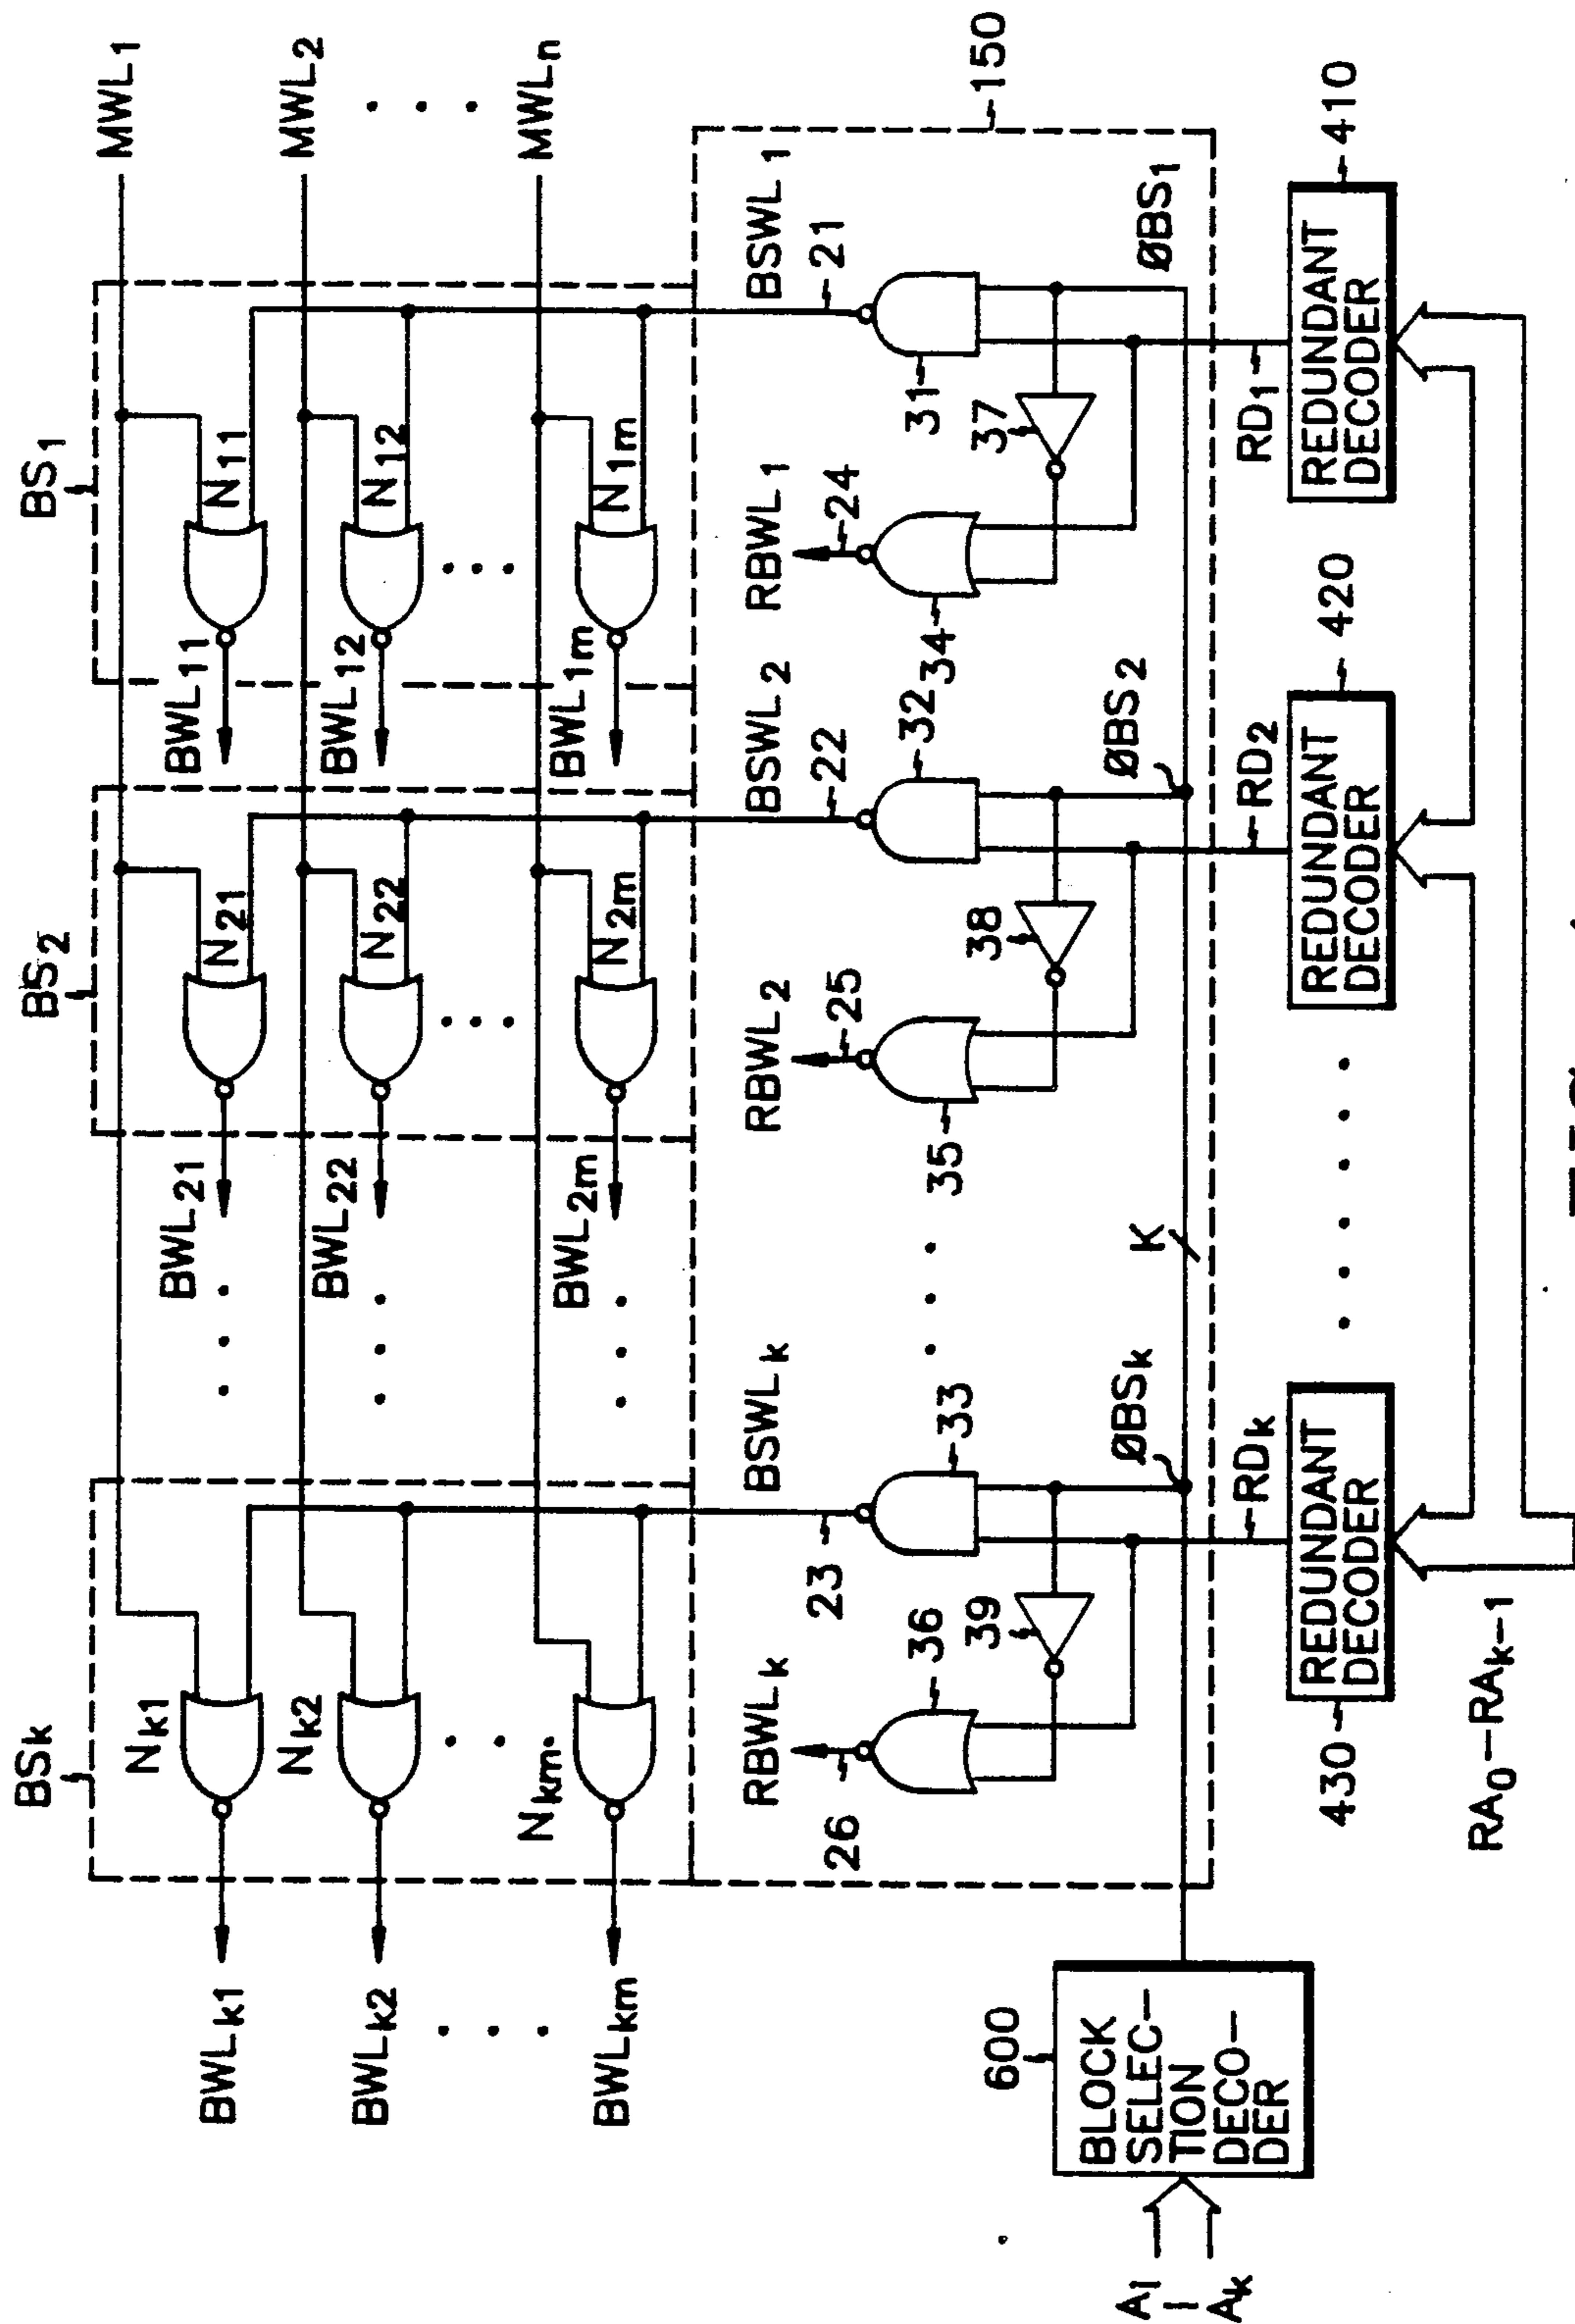 BSk
BS2
BS1
MWL1
MWL2
MWLn
Nk1
Nk2
Nkm
N21
N22
N2m
N11
N12
N1m
BWLk1
BWLk2
BWLkm
BWL21
BWL22
BWL2m
BWL11
BWL12
BWL1m
RBWLk
BSWLk
RBWL2
BSWL2
RBWL1
BSWL1
150
26
36
23
33
39
25
35
22
32
38
24
34
21
31
37
ØBSk
K
ØBS2
ØBS1
600
BLOCK
SELEC-
TION
DECO-
DER
A1
Ak
RDk
RD2
RD1
430
REDUNDANT
DECODER
420
REDUNDANT
DECODER
410
REDUNDANT
DECODER
RA0-RAk-1